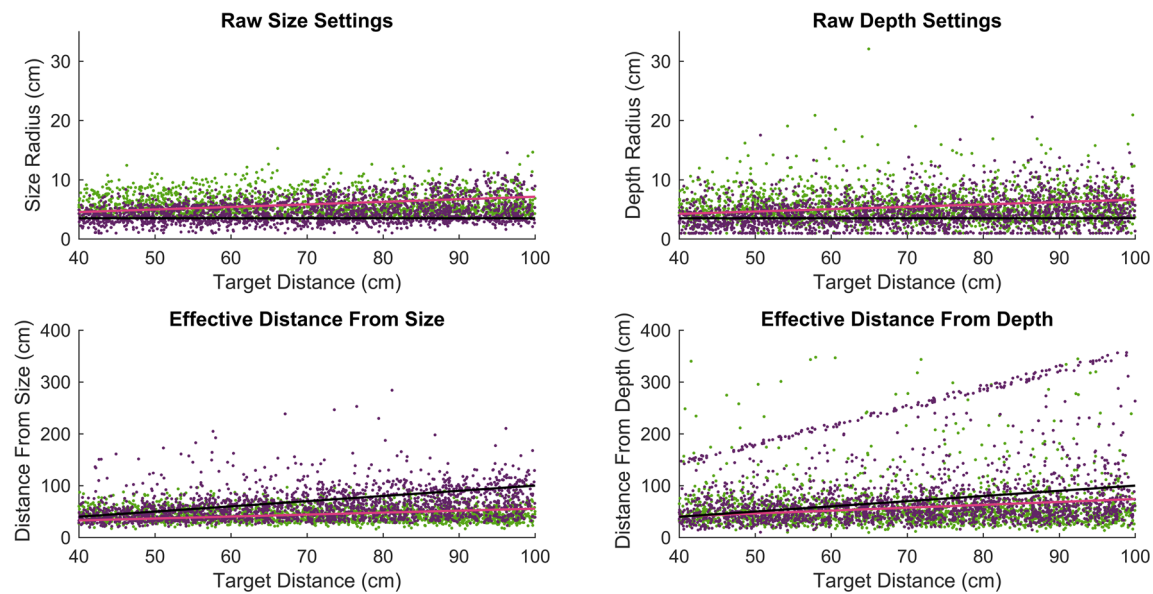 Raw Size Settings
Size Radius (cm)
30
20
10
0
40 50 60 70 80 90 100
Target Distance (cm)
Raw Depth Settings
Depth Radius (cm)
30
20
10
0
40 50 60 70 80 90 100
Target Distance (cm)
Effective Distance From Size
Distance From Size (cm)
400
300
200
100
0
40 50 60 70 80 90 100
Target Distance (cm)
Effective Distance From Depth
Distance From Depth (cm)
400
300
200
100
0
40 50 60 70 80 90 100
Target Distance (cm)